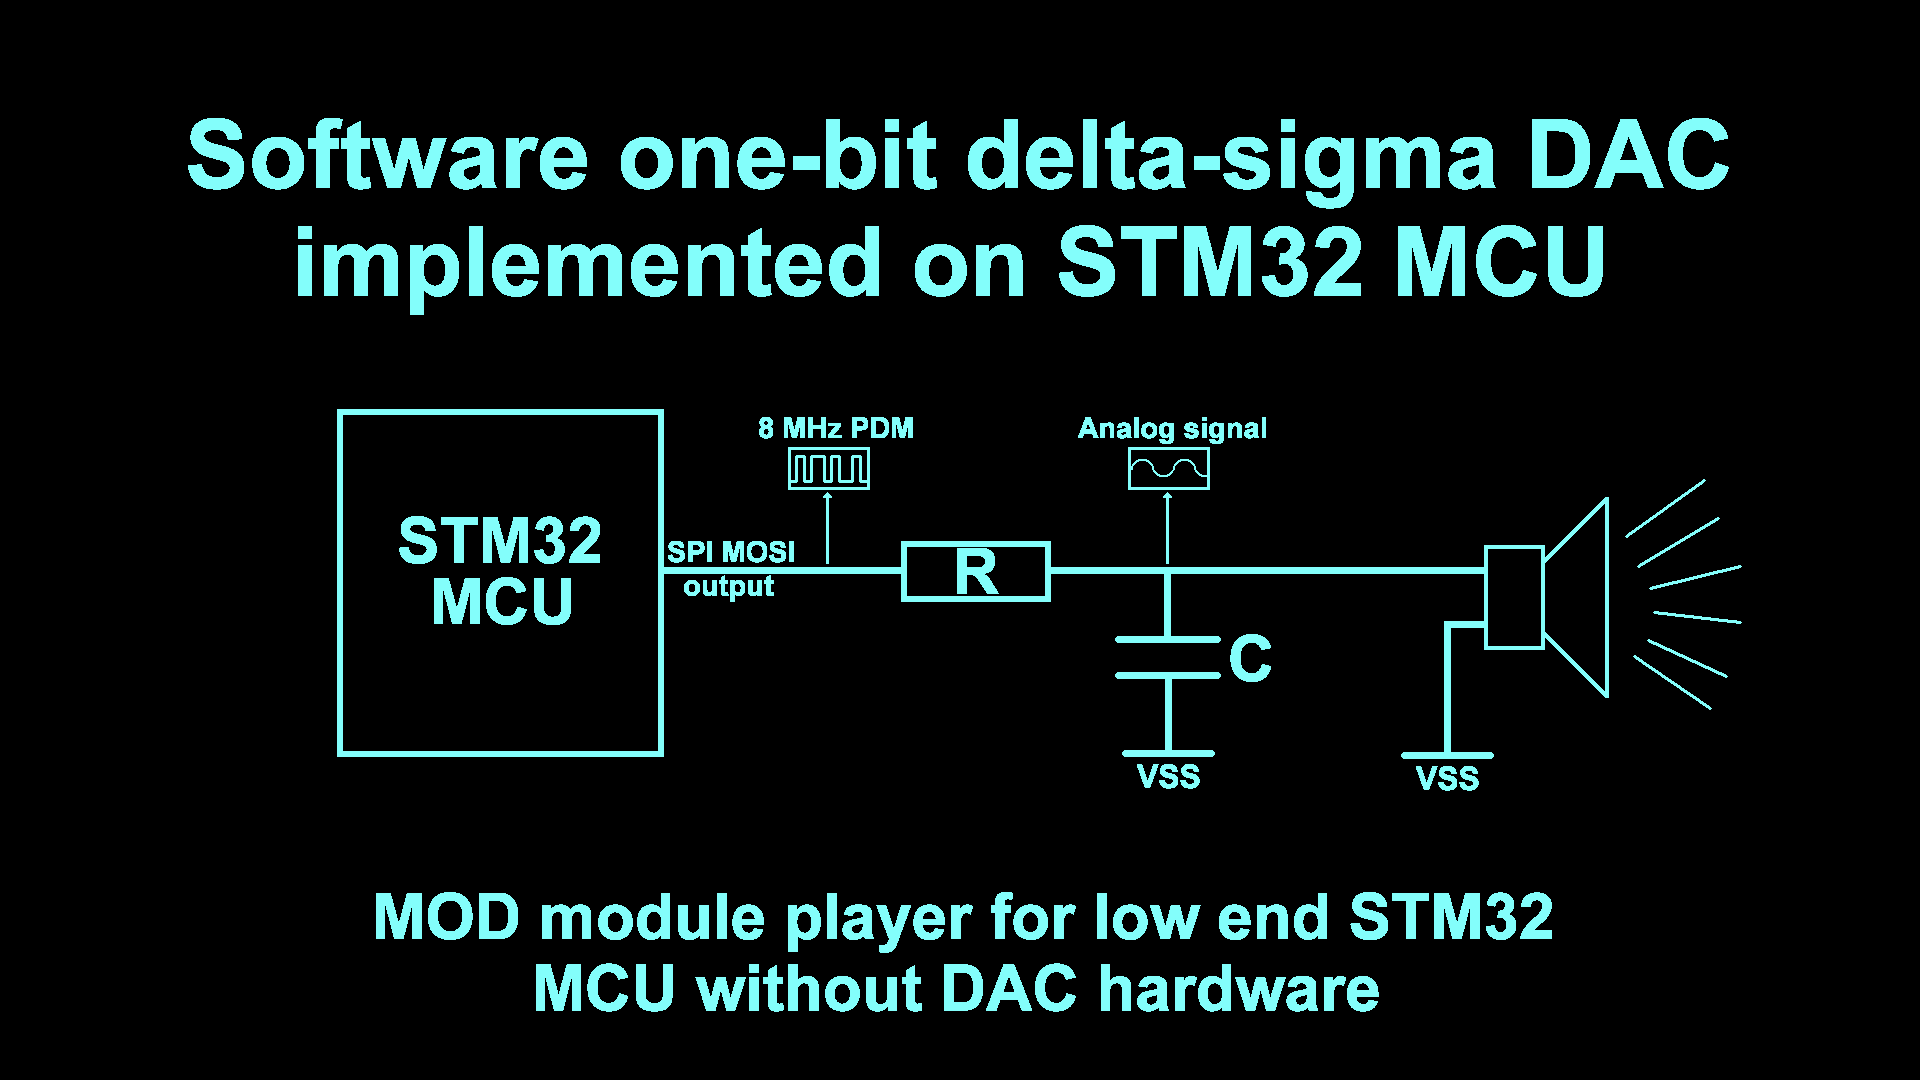 Software one-bit delta-sigma DAC
implemented on STM32 MCU
8 MHz PDM
Analog signal
STM32
MCU
SPI MOSI
output
R
C
VSS
VSS
MOD module player for low end STM32
MCU without DAC hardware